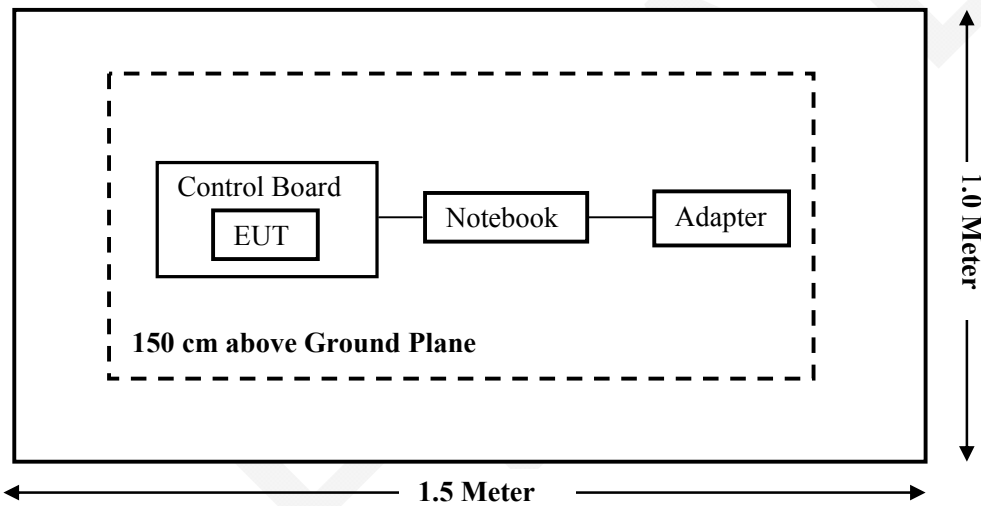 Control Board
EUT
Notebook
Adapter
150 cm above Ground Plane
1.0 Meter
1.5 Meter